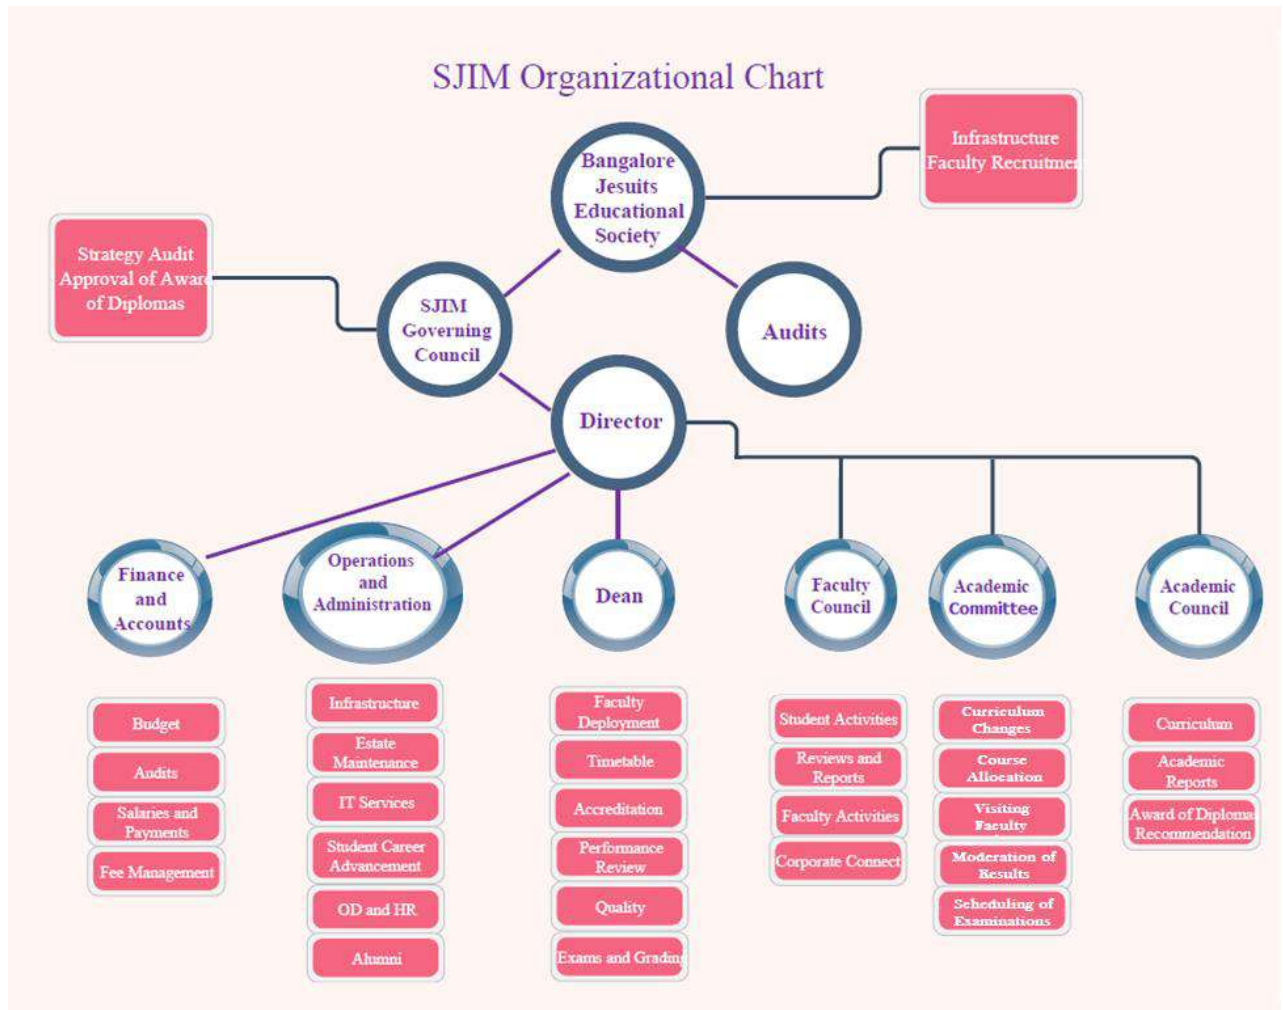 SJIM Organizational Chart
Infrastructure
Faculty Recruitmen
Bangalore
Jesuits
Educational
Society
Strategy Audit
Approval of Awar
of Diplomas
SJIM
Governing
Council
Audits
Director
Finance
and
Accounts
Operations
and
Administration
Dean
Faculty
Council
Academic
Committee
Academic
Council
Budget
Audits
Salaries and
Payments
Fee Management
Infrastructure
Estate
Maintenance
IT Services
Student Career
Advancement
OD and HR
Alumni
Faculty
Deployment
Timetable
Accreditation
Performance
Review
Quality
Exams and Grading
Student Activities
Reviews and
Reports
Faculty Activities
Corporate Connect
Curriculum
Changes
Course
Allocation
Visiting
Faculty
Moderation of
Results
Scheduling of
Examinations
Curriculum
Academic
Reports
Award of Diploma
Recommendation